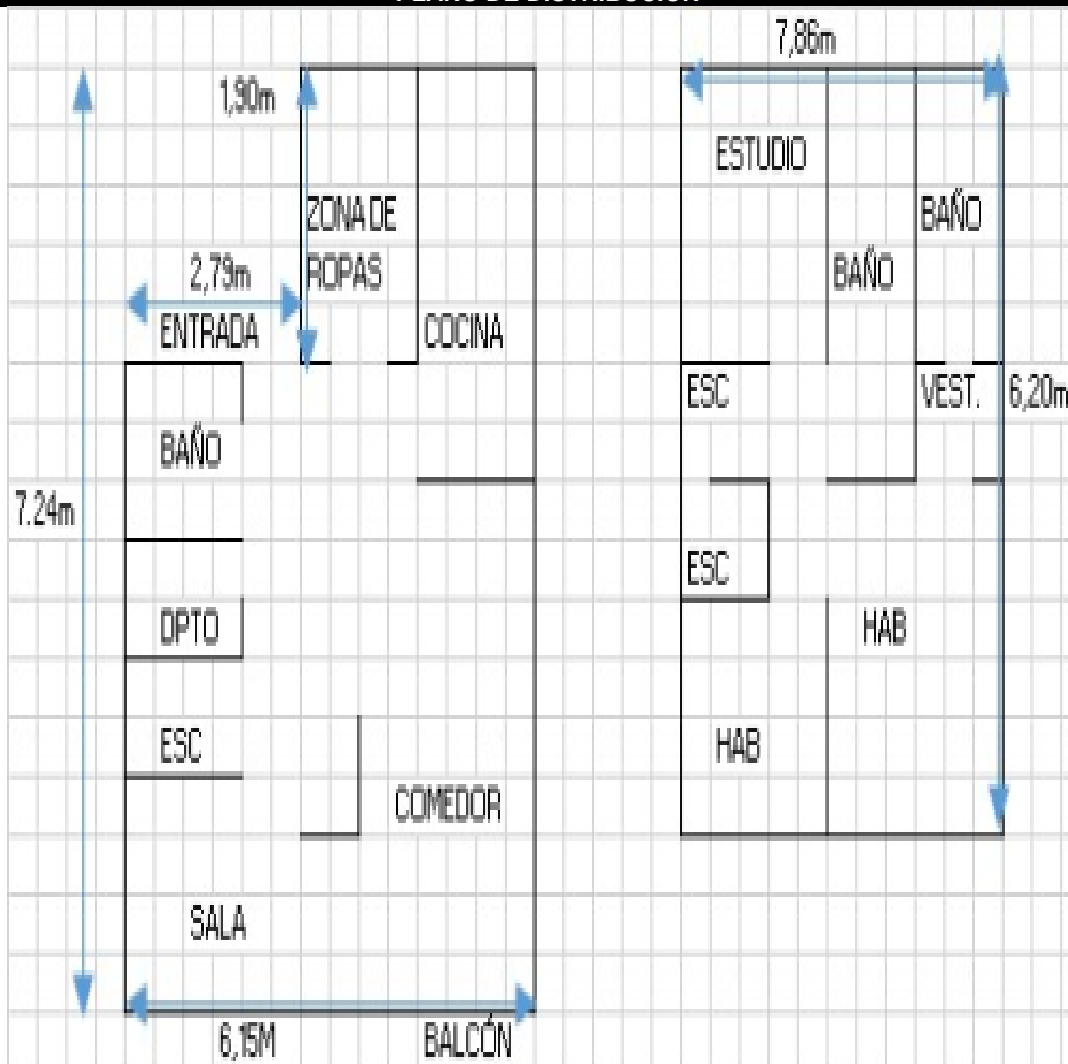 7,86m
1,90m
ESTUDIO
ZONA DE
ROPAS
BAÑO
2,79m
BAÑO
ENTRADA
COCINA
ESC
VEST.
6,20m
BAÑO
7.24m
ESC
DPTO
HAB
ESC
HAB
COMEDOR
SALA
6,15M
BALCÓN